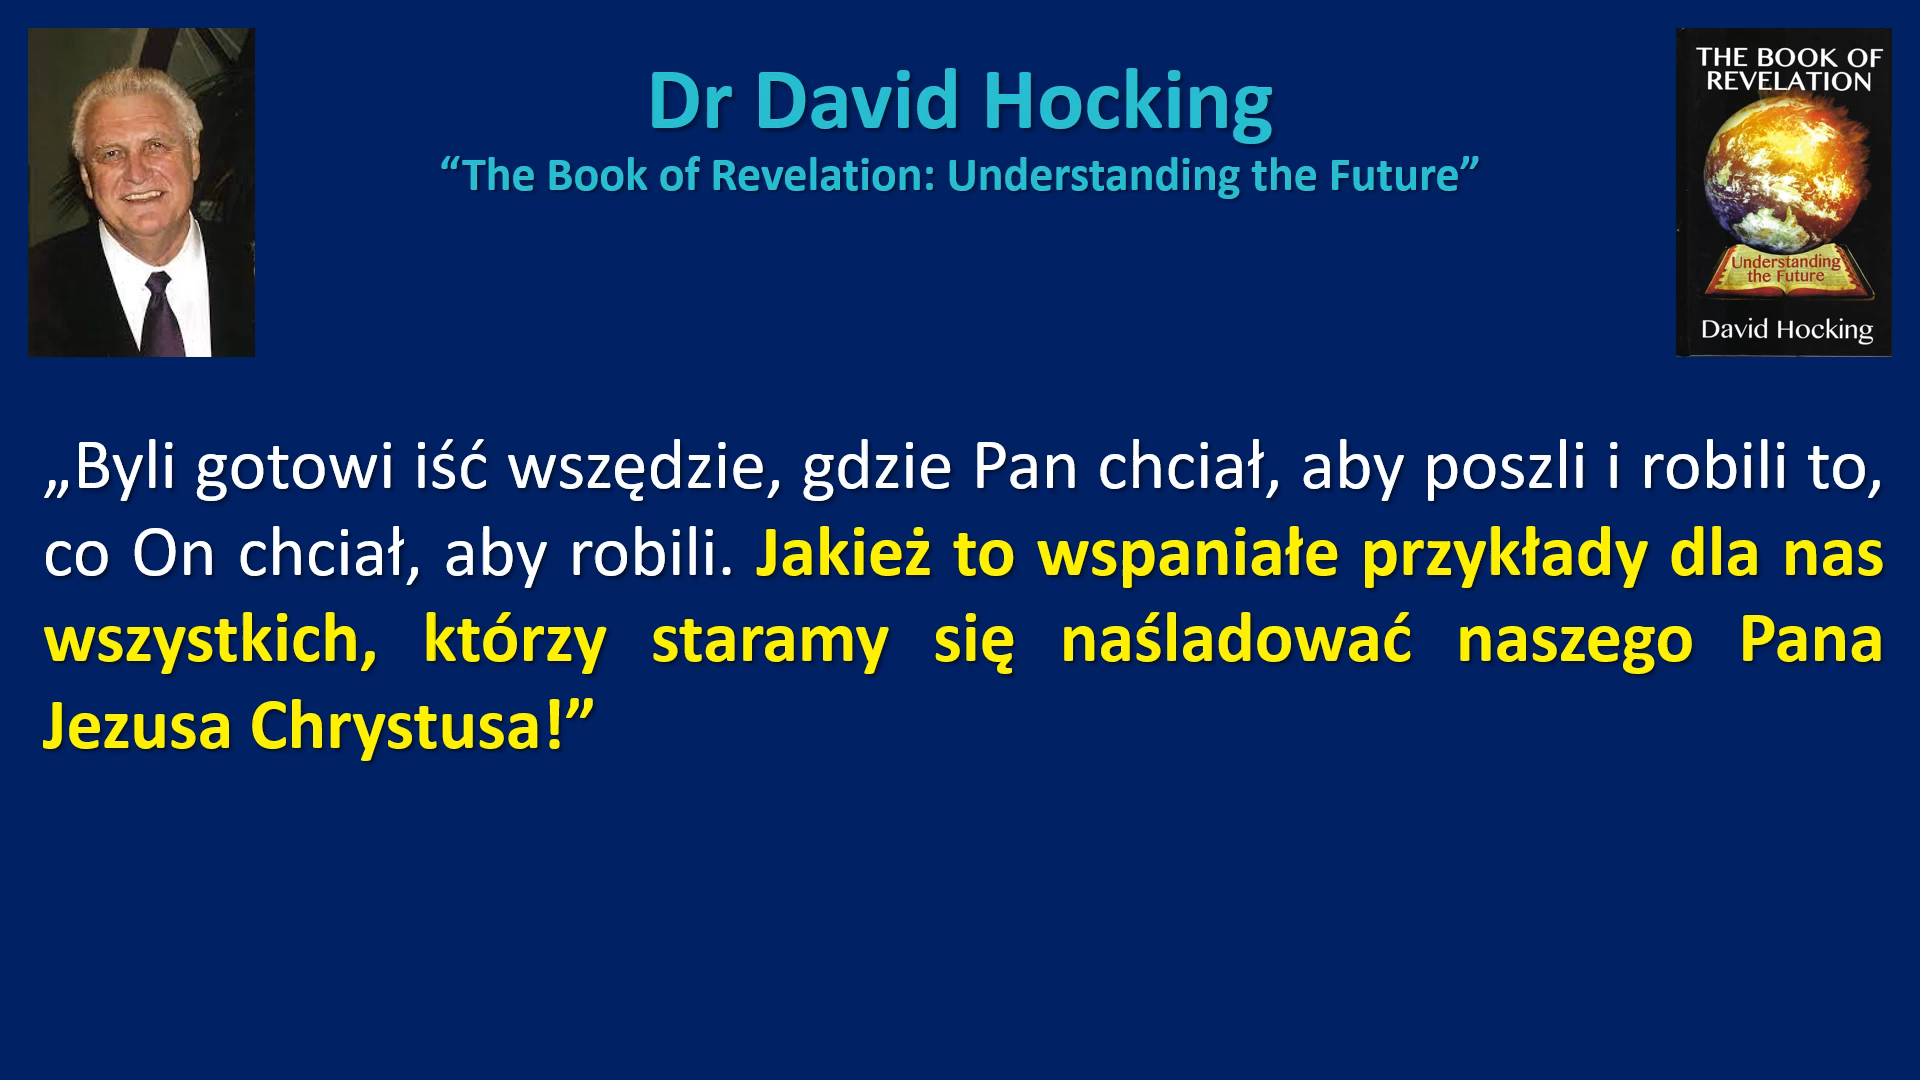 Dr David Hocking
“The Book of Revelation: Understanding the Future”
THE BOOK OF
REVELATION
Understanding
the Future
David Hocking
„Byli gotowi iść wszędzie, gdzie Pan chciał, aby poszli i robili to,
co On chciał, aby robili. Jakież to wspaniałe przykłady dla nas
wszystkich, którzy staramy się naśladować naszego Pana
Jezusa Chrystusa!”